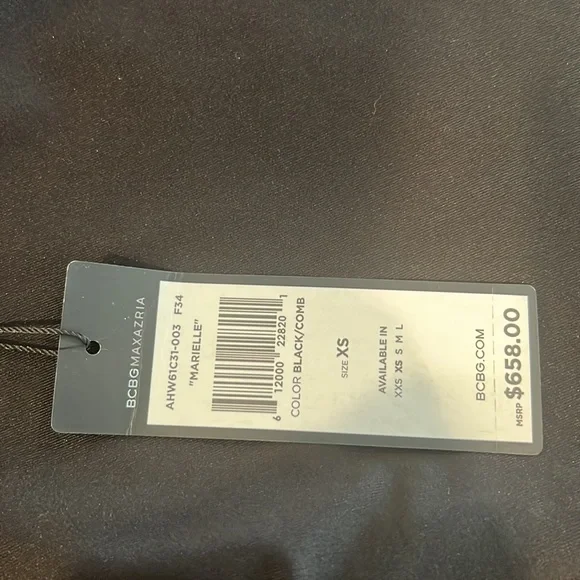 BCBGMAXAZRIA
AHW61C31-003 F34
"MARIELLE"
6 12000 22820 1
COLOR BLACK/COMB
SIZE XS
AVAILABLE IN
XXS XS S M L
BCBG.COM
MSRP $658.00